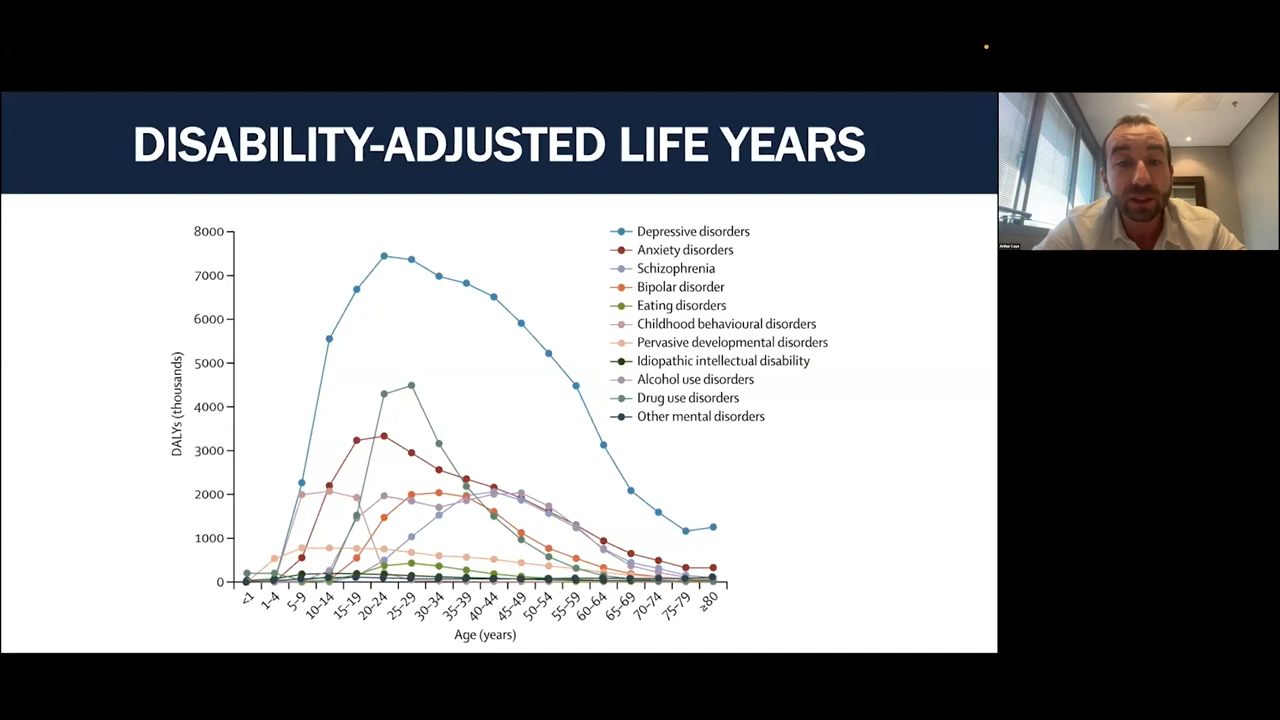 DISABILITY-ADJUSTED LIFE YEARS
8000
7000
6000
5000
4000
3000
2000
1000
0
DALYs (thousands)
Depressive disorders
Anxiety disorders
Schizophrenia
Bipolar disorder
Eating disorders
Childhood behavioural disorders
Pervasive developmental disorders
Idiopathic intellectual disability
Alcohol use disorders
Drug use disorders
Other mental disorders
<1
1–4
5–9
10–14
15–19
20–24
25–29
30–34
35–39
40–44
45–49
50–54
55–59
60–64
65–69
70–74
75–79
≥80
Age (years)